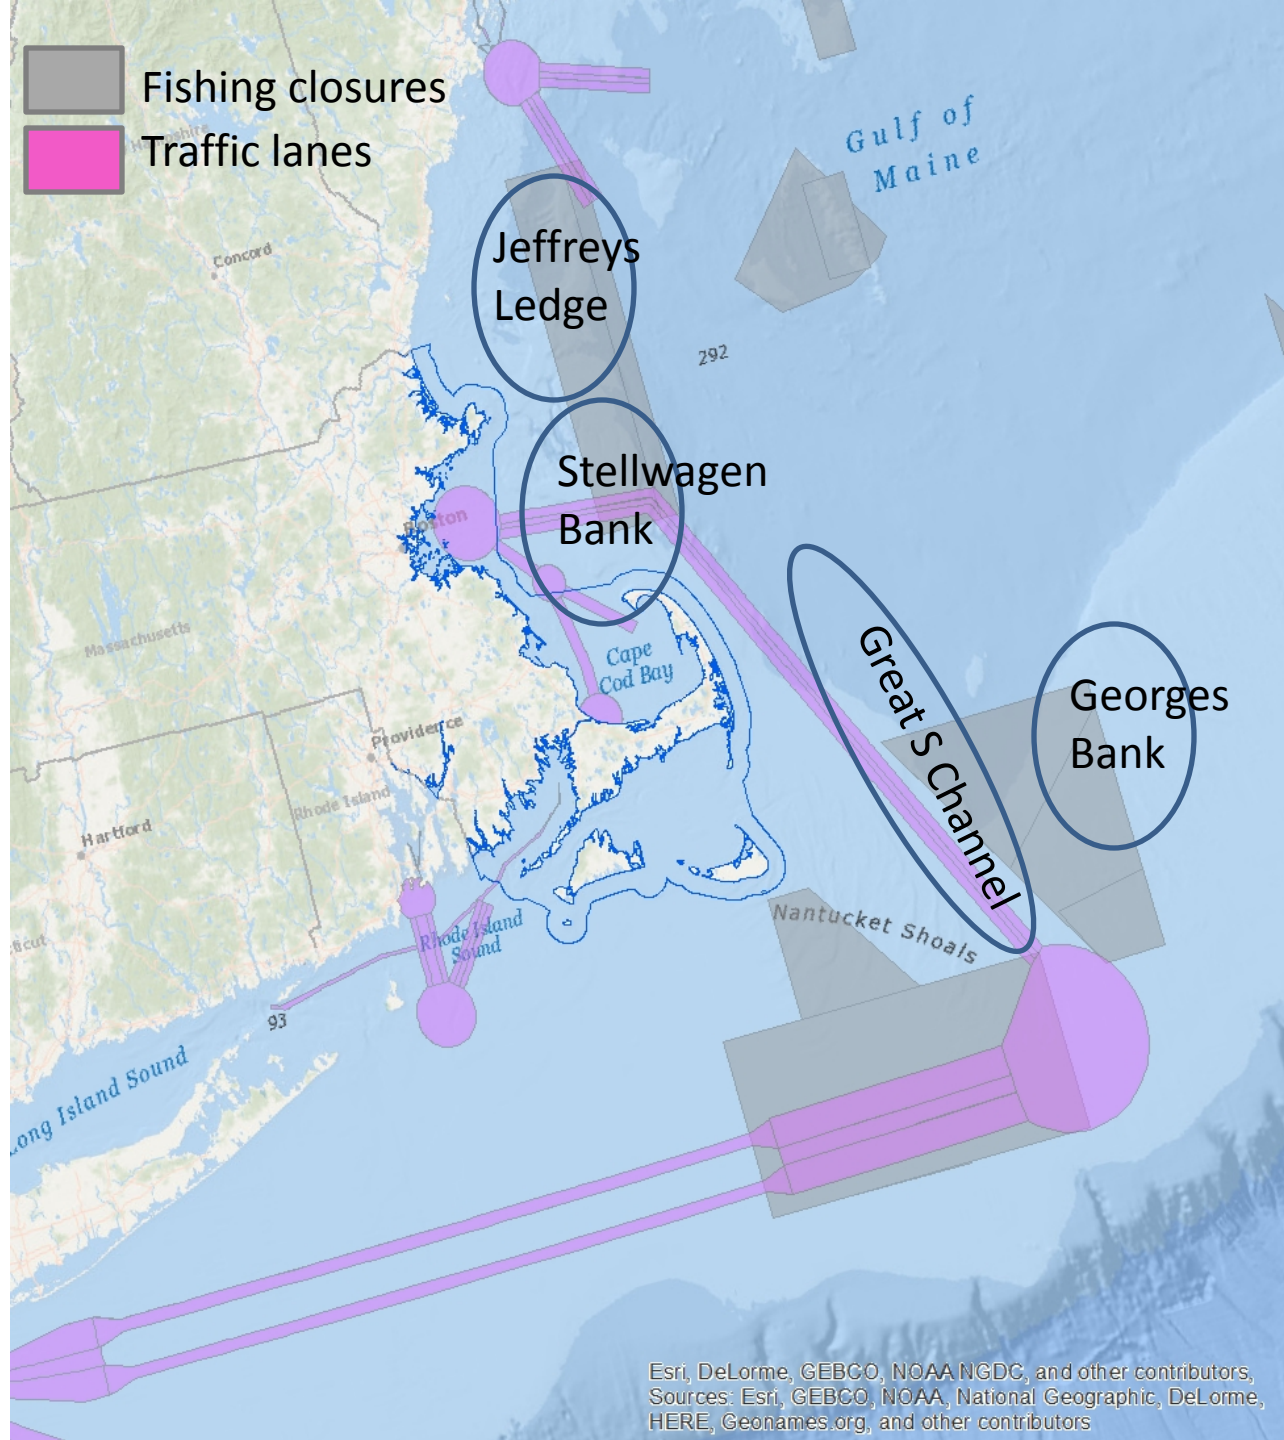 Fishing closures
Traffic lanes
Hampshire
Gulf of
Maine
Concord
Jeffreys
Ledge
292
Stellwagen
Bank
Boston
Massachusetts
Cape
Cod Bay
Great S Channel
Georges
Bank
Providence
Rhode Island
Hartford
Nantucket Shoals
Rhode Island
Sound
ticut
93
Long Island Sound
Esri, DeLorme, GEBCO, NOAA NGDC, and other contributors,
Sources: Esri, GEBCO, NOAA, National Geographic, DeLorme,
HERE, Geonames.org, and other contributors